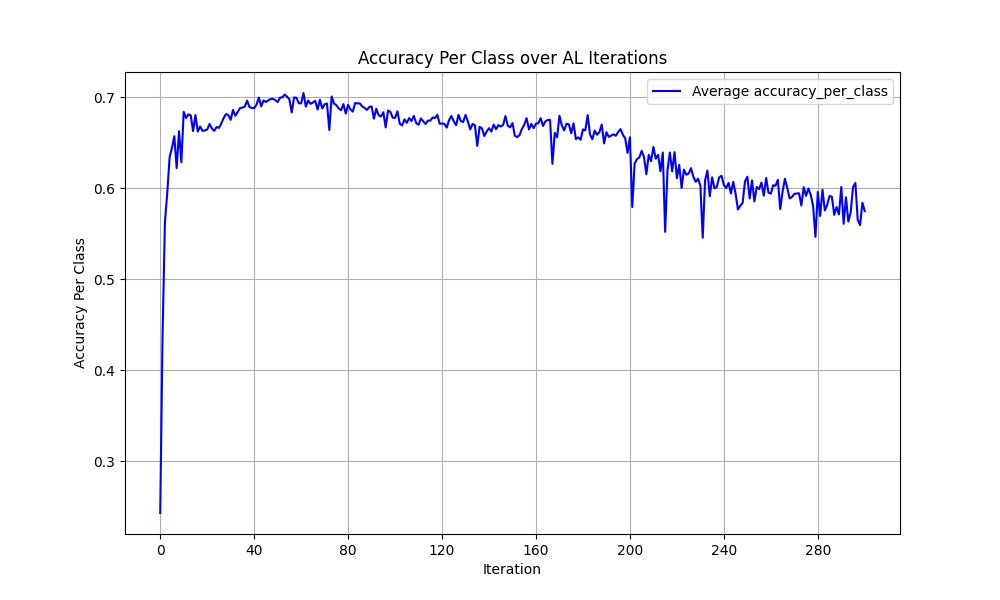 Accuracy Per Class over AL Iterations
Average accuracy_per_class
Accuracy Per Class
0.7
0.6
0.5
0.4
0.3
0 40 80 120 160 200 240 280
Iteration